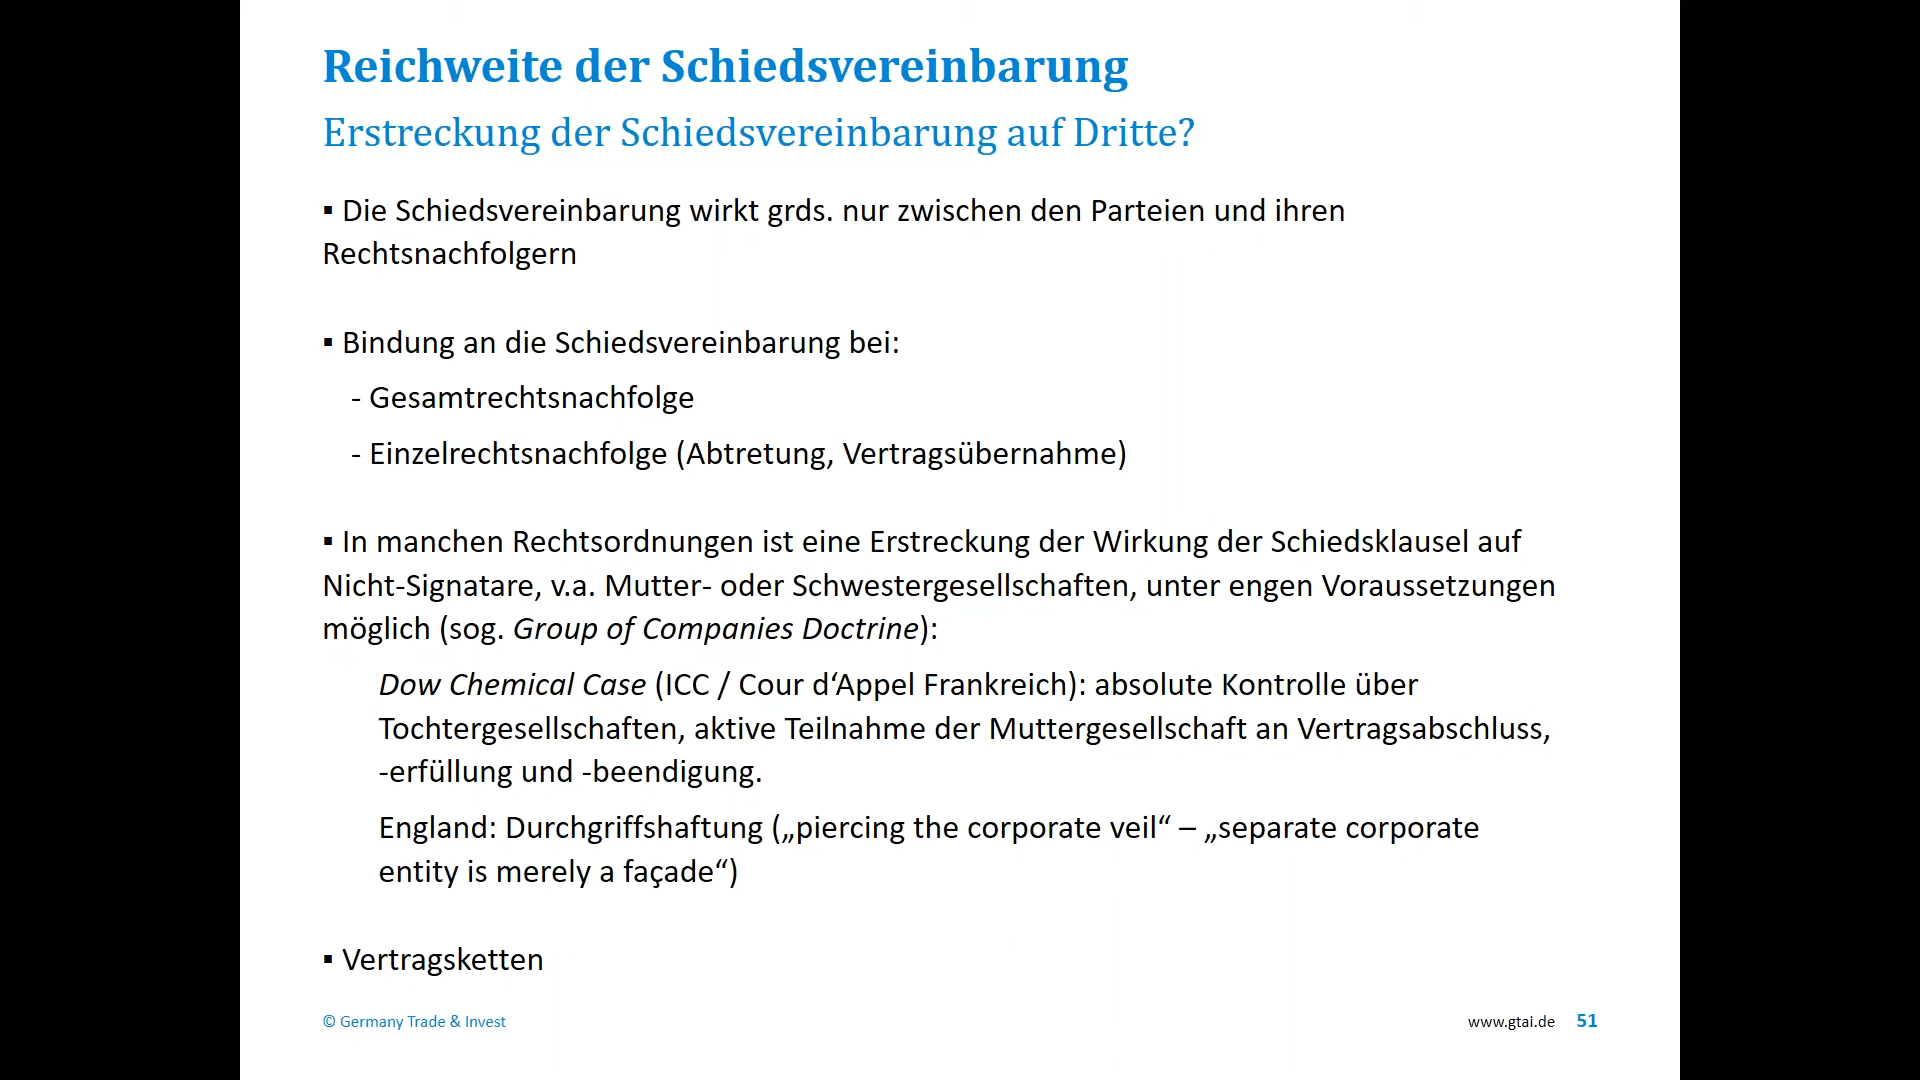 Reichweite der Schiedsvereinbarung
Erstreckung der Schiedsvereinbarung auf Dritte?
▪ Die Schiedsvereinbarung wirkt grds. nur zwischen den Parteien und ihren
Rechtsnachfolgern
▪ Bindung an die Schiedsvereinbarung bei:
- Gesamtrechtsnachfolge
- Einzelrechtsnachfolge (Abtretung, Vertragsübernahme)
▪ In manchen Rechtsordnungen ist eine Erstreckung der Wirkung der Schiedsklausel auf
Nicht-Signatare, v.a. Mutter- oder Schwestergesellschaften, unter engen Voraussetzungen
möglich (sog. Group of Companies Doctrine):
Dow Chemical Case (ICC / Cour d‘Appel Frankreich): absolute Kontrolle über
Tochtergesellschaften, aktive Teilnahme der Muttergesellschaft an Vertragsabschluss,
-erfüllung und -beendigung.
England: Durchgriffshaftung („piercing the corporate veil“ – „separate corporate
entity is merely a façade“)
▪ Vertragsketten
© Germany Trade & Invest
www.gtai.de 51